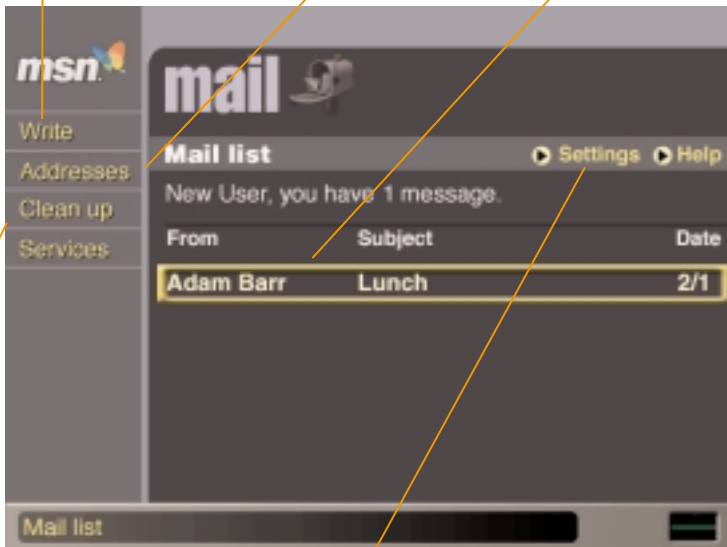 msn
Write
Addresses
Clean up
Services
mail
Mail list
Settings Help
New User, you have 1 message.
From Subject Date
Adam Barr Lunch 2/1
Mail list